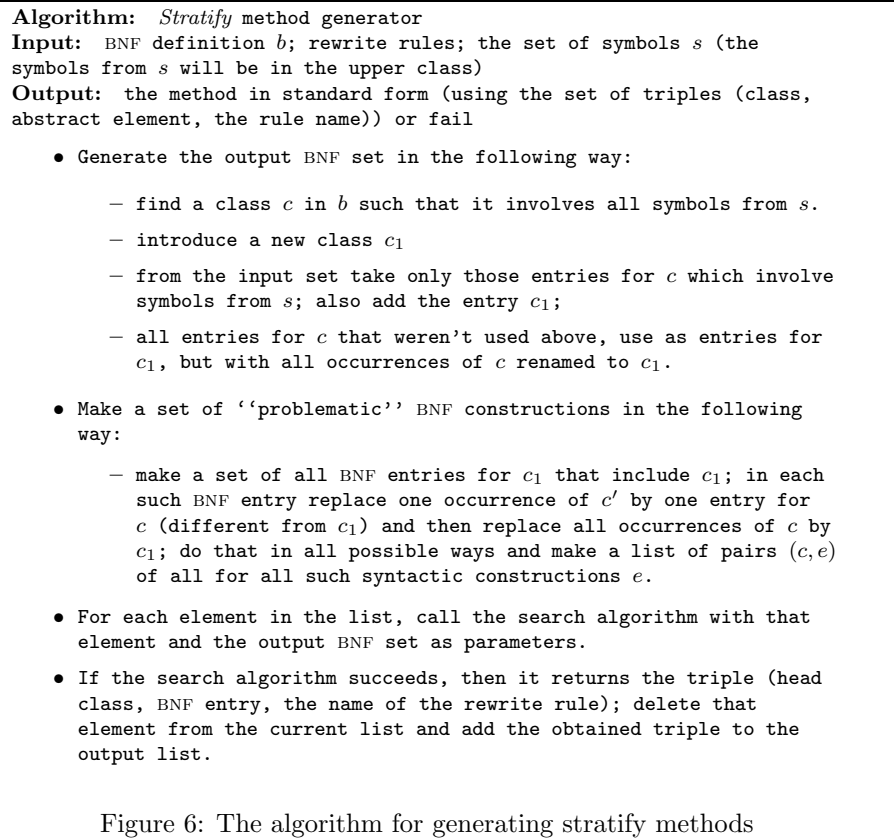 Algorithm: Stratify method generator
Input: BNF definition b; rewrite rules; the set of symbols s (the
symbols from s will be in the upper class)
Output: the method in standard form (using the set of triples (class,
abstract element, the rule name)) or fail
• Generate the output BNF set in the following way:
– find a class c in b such that it involves all symbols from s.
– introduce a new class c₁
– from the input set take only those entries for c which involve
symbols from s; also add the entry c₁;
– all entries for c that weren't used above, use as entries for
c₁, but with all occurrences of c renamed to c₁.
• Make a set of ‘‘problematic’’ BNF constructions in the following
way:
– make a set of all BNF entries for c₁ that include c₁; in each
such BNF entry replace one occurrence of c′ by one entry for
c (different from c₁) and then replace all occurrences of c by
c₁; do that in all possible ways and make a list of pairs (c, e)
of all for all such syntactic constructions e.
• For each element in the list, call the search algorithm with that
element and the output BNF set as parameters.
• If the search algorithm succeeds, then it returns the triple (head
class, BNF entry, the name of the rewrite rule); delete that
element from the current list and add the obtained triple to the
output list.
Figure 6: The algorithm for generating stratify methods